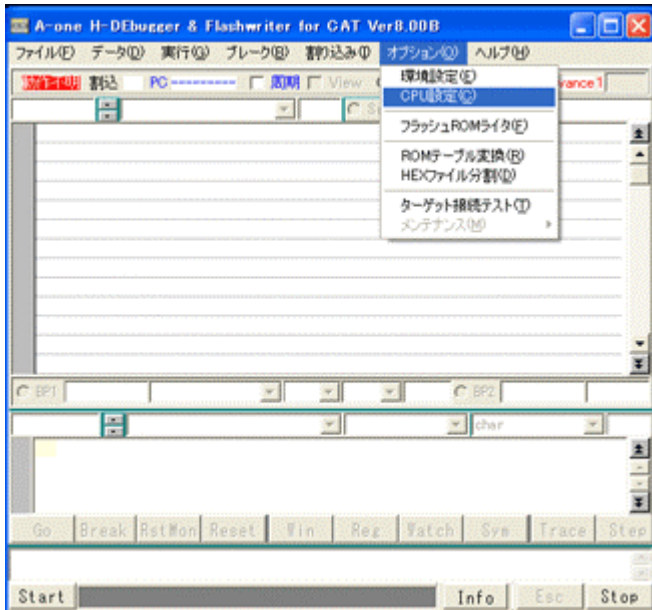 A-one H-DEbugger & Flashwriter for CAT Ver8.00B
ファイル(F) データ(D) 実行(G) ブレーク(B) 割り込み(I) オプション(O) ヘルプ(H)
割込 PC--------- 周期 View
環境設定(E)
CPU設定(C)
フラッシュROMライタ(F)
ROMテーブル変換(R)
HEXファイル分割(D)
ターゲット接続テスト(T)
メンテナンス(M)
BP1 BP2
char
Go Break RstMon Reset Win Reg Watch Sym Trace Step
Start Info Esc Stop